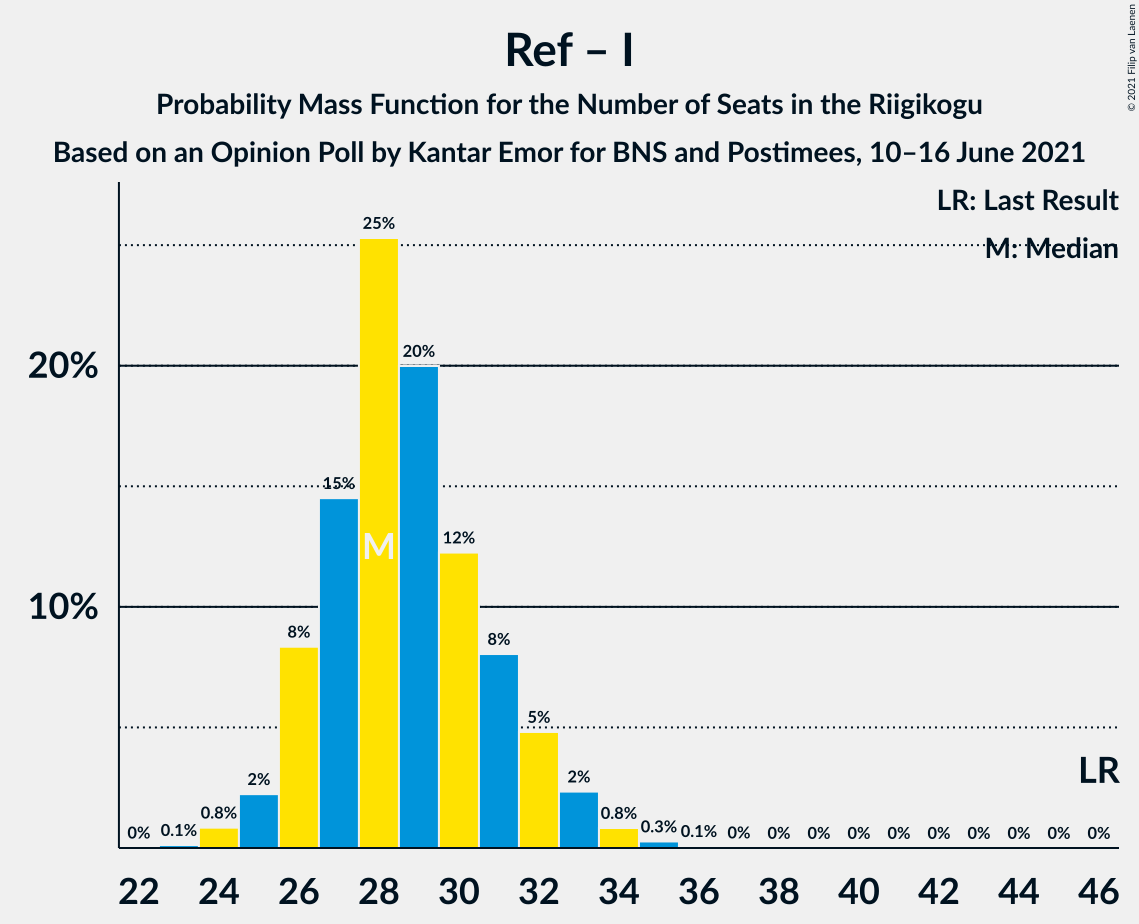 Ref – I
Probability Mass Function for the Number of Seats in the Riigikogu
Based on an Opinion Poll by Kantar Emor for BNS and Postimees, 10–16 June 2021
© 2021 Filip van Laenen
LR: Last Result
M: Median
25%
20%
20%
15%
M
12%
10%
8%
8%
5%
LR
2%
2%
0% 0.1% 0.8% 0.8% 0.3% 0.1% 0% 0% 0% 0% 0% 0% 0% 0% 0% 0%
22 24 26 28 30 32 34 36 38 40 42 44 46